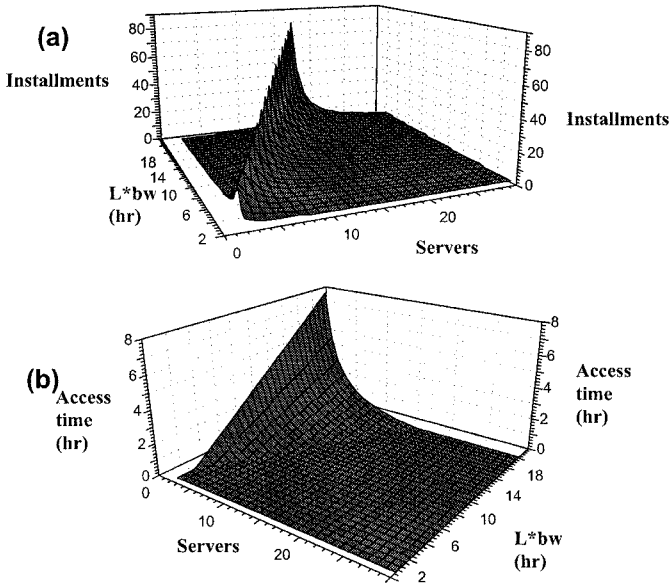 (a)
Installments
80
60
40
20
0
80
60
40
20
0
Installments
18
14
10
6
2
L*bw
(hr)
0
10
20
Servers
(b)
8
6
4
2
0
Access
time
(hr)
8
6
4
2
0
Access
time
(hr)
0
10
20
Servers
18
14
10
6
2
L*bw
(hr)